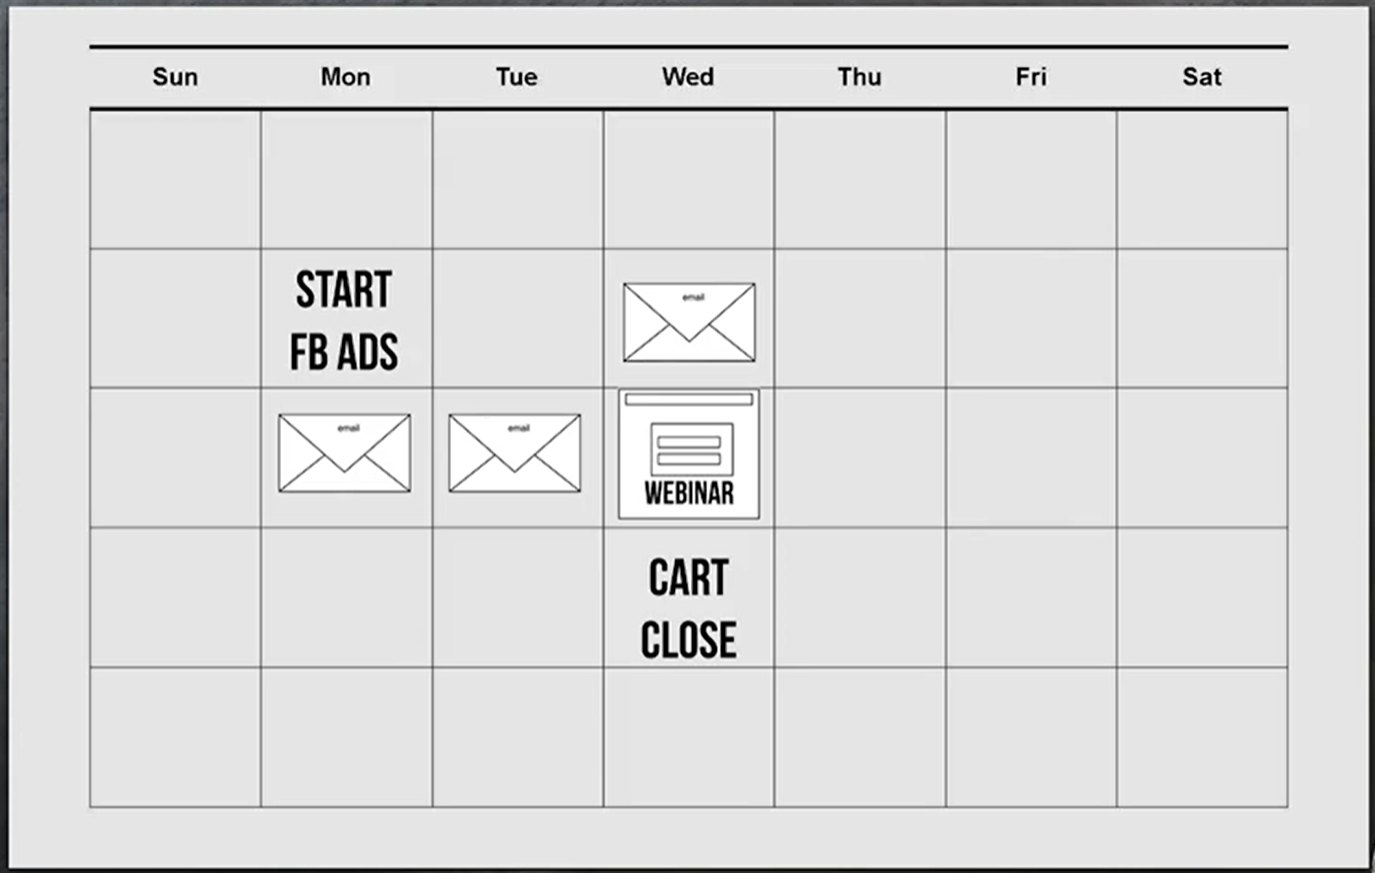 Sun Mon Tue Wed Thu Fri Sat
START
FB ADS
email
email
email
WEBINAR
CART
CLOSE